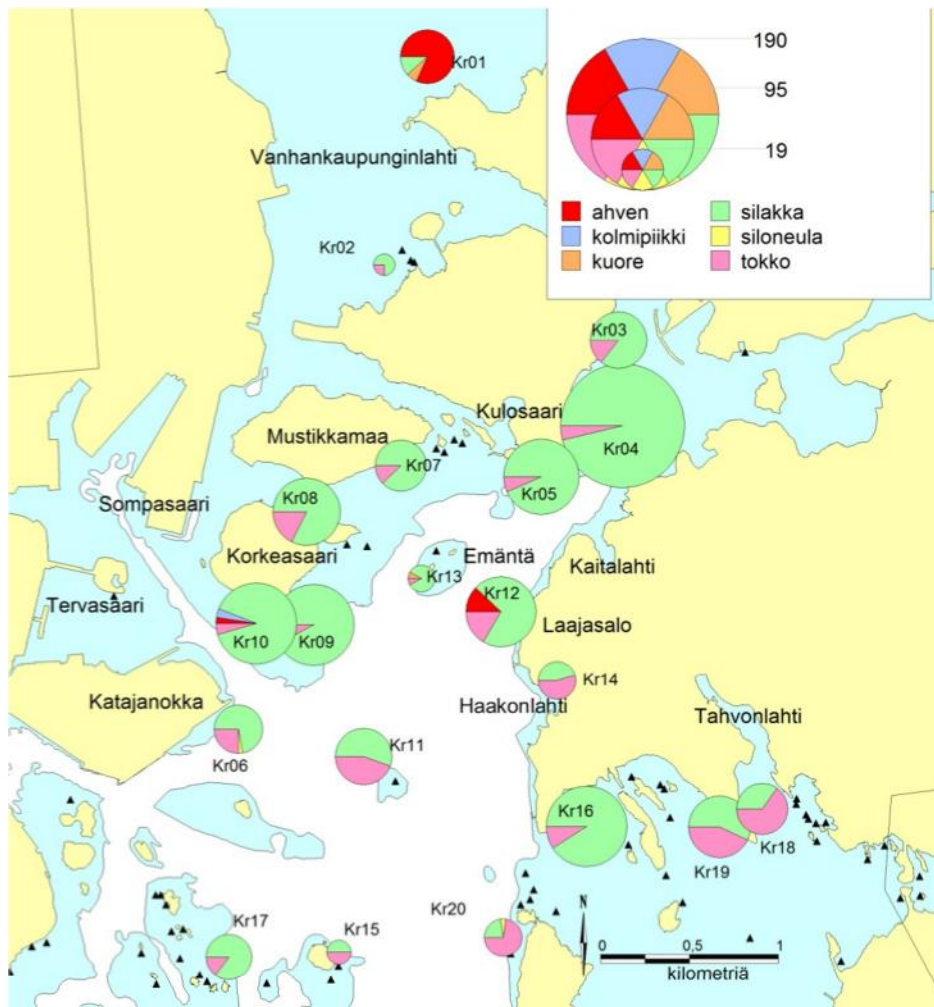 190
Kr01
95
Vanhankaupunginlahti
19
ahven
silakka
kolmipiikki
siloneula
kuore
tokko
Kr02
Kr03
Kulosaari
Mustikkamaa
Kr04
Kr07
Kr05
Kr08
Sompasaari
Korkeasaari
Emäntä
Kaitalahti
Kr13
Kr12
Tervasaari
Laajasalo
Kr10
Kr09
Kr14
Katajanokka
Haakonlahti
Tahvonlahti
Kr11
Kr06
Kr16
Kr18
Kr19
Kr20
N
Kr17
Kr15
0 0,5 1
kilometriä